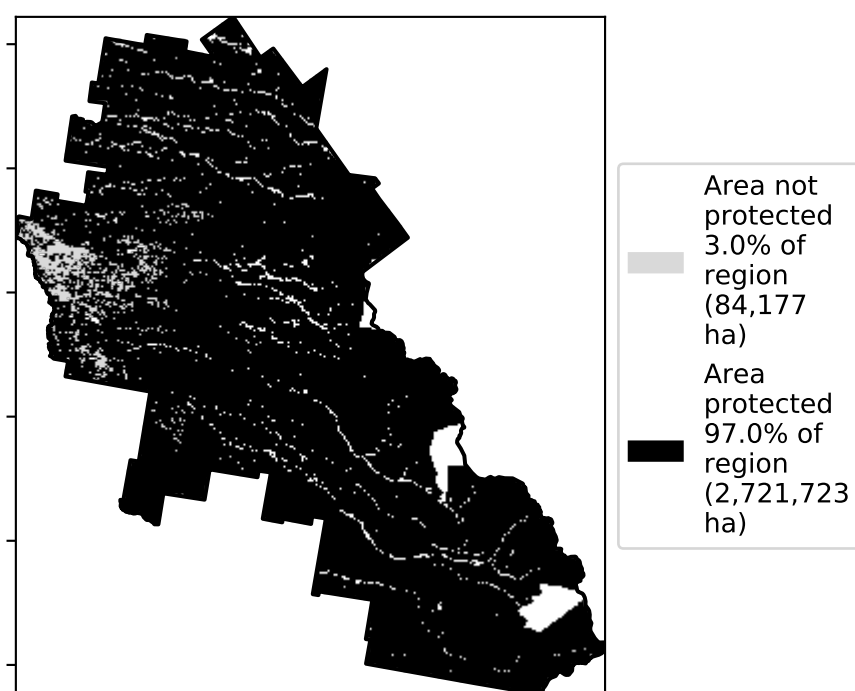 Area not
protected
3.0% of
region
(84,177
ha)
Area
protected
97.0% of
region
(2,721,723
ha)